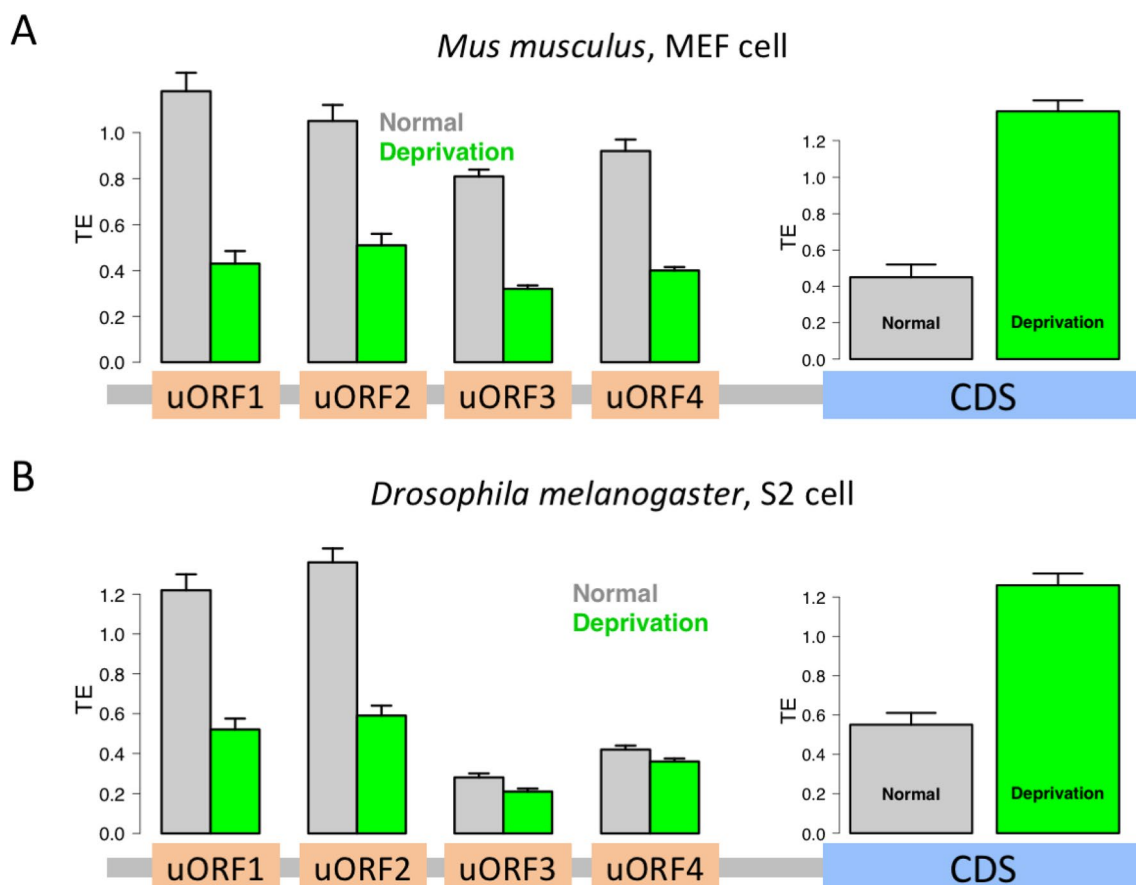 A
Mus musculus, MEF cell
Normal
Deprivation
TE
1.0
0.8
0.6
0.4
0.2
0.0
TE
1.2
1.0
0.8
0.6
0.4
0.2
0.0
Normal
Deprivation
uORF1
uORF2
uORF3
uORF4
CDS
B
Drosophila melanogaster, S2 cell
Normal
Deprivation
TE
1.2
1.0
0.8
0.6
0.4
0.2
0.0
TE
1.2
1.0
0.8
0.6
0.4
0.2
0.0
Normal
Deprivation
uORF1
uORF2
uORF3
uORF4
CDS